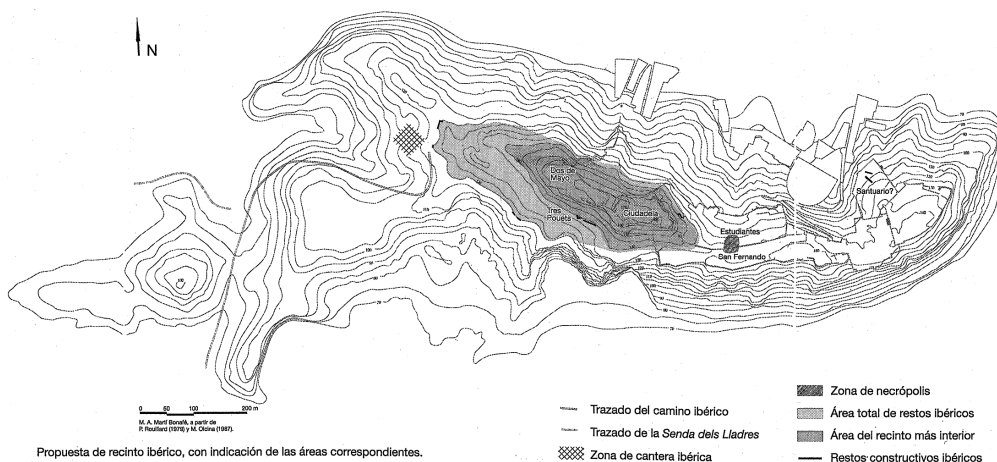 N
Dos de
Mayo
Tres
Pouets
Ciudadela
Estudiantes
San Fernando
Santuario?
0 50 100 200 m
M. A. Martí Bonafé, a partir de
P. Rouillard (1979) y M. Olcina (1987).
Propuesta de recinto ibérico, con indicación de las áreas correspondientes.
Trazado del camino ibérico
Trazado de la Senda dels Lladres
Zona de cantera ibérica
Zona de necrópolis
Área total de restos ibéricos
Área del recinto más interior
Restos constructivos ibéricos